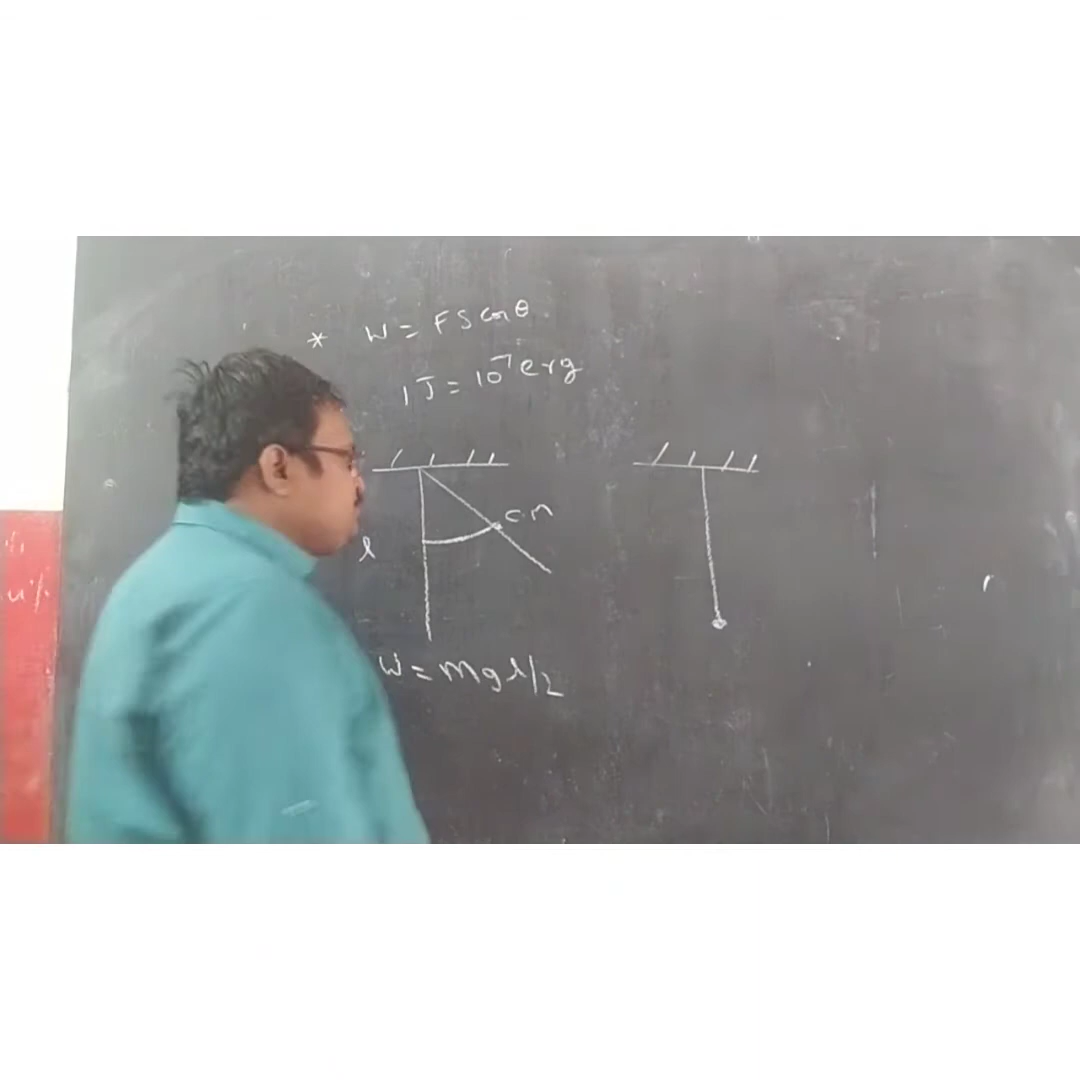 * W = FS cos θ
1 J = 10⁷ erg
c.m
l
W = mgl/2